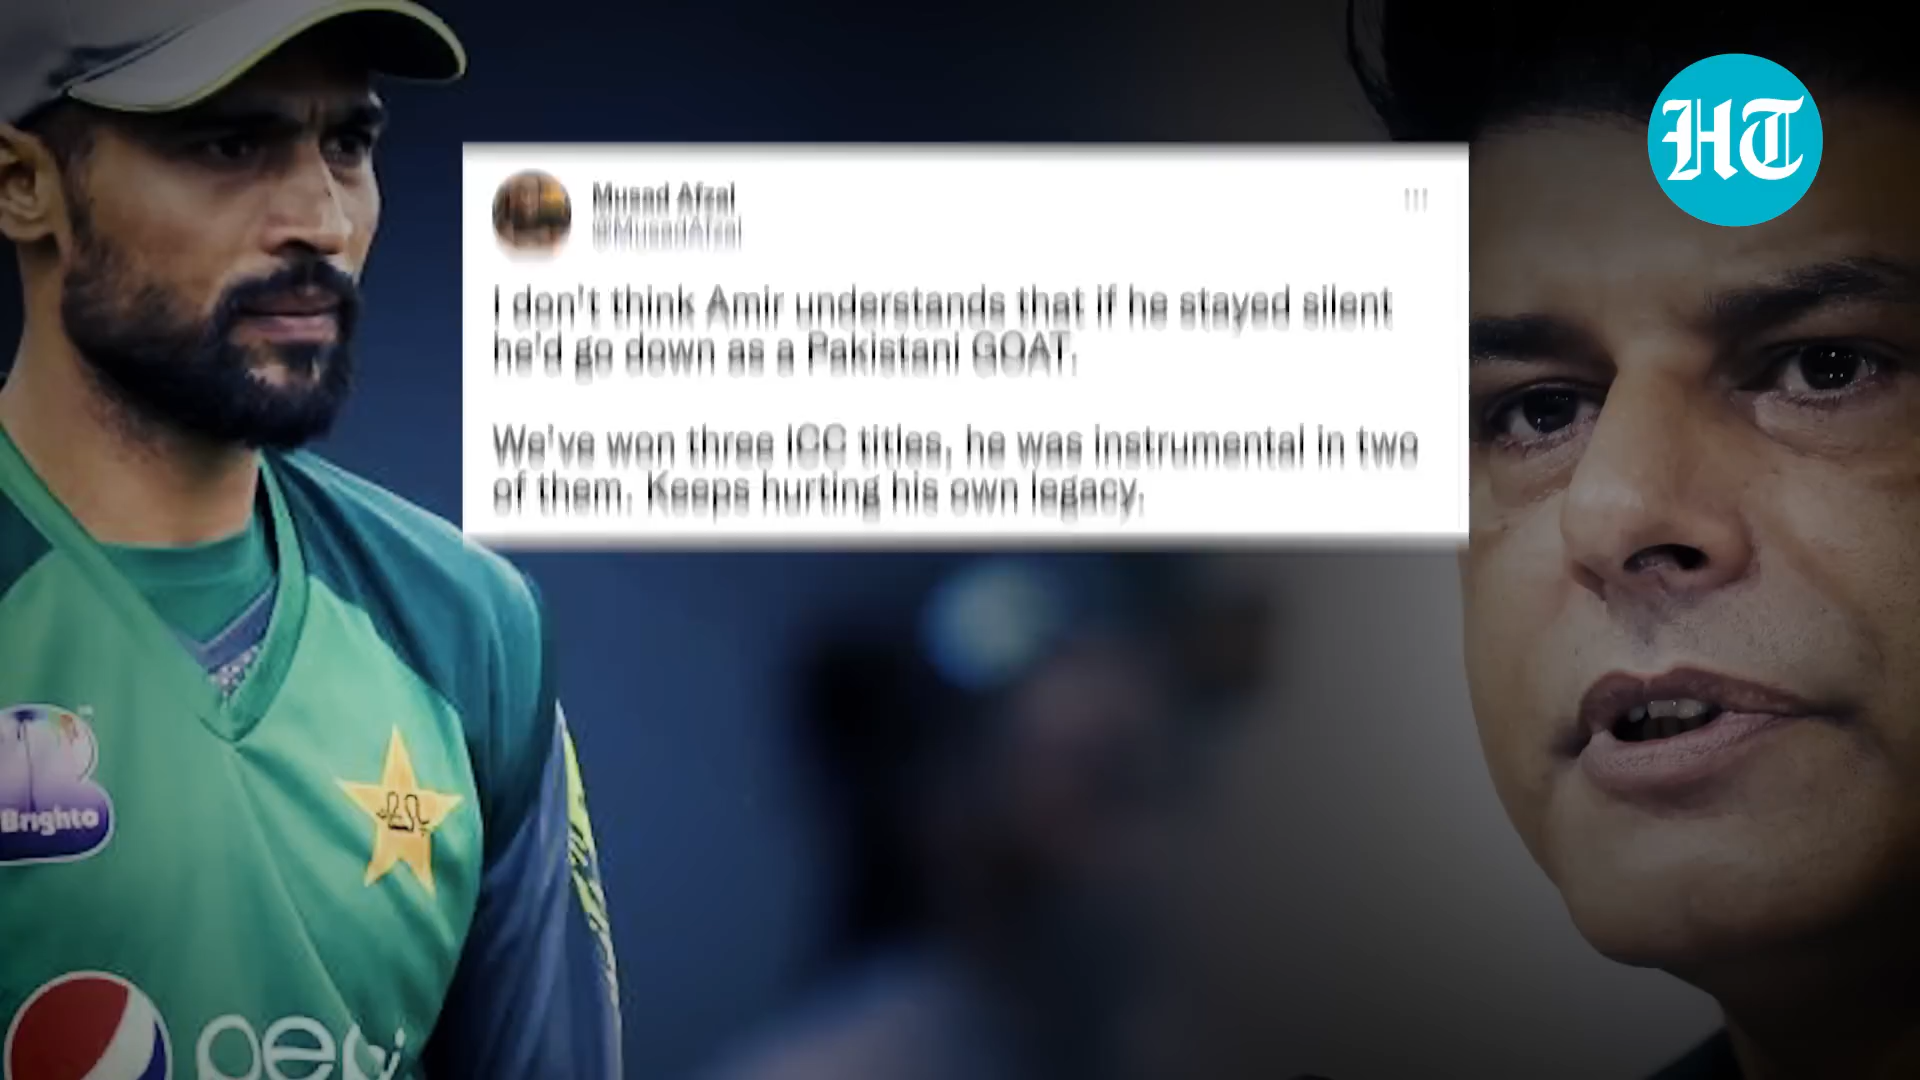 HT
Musad Afzal
@MusadAfzal
I don't think Amir understands that if he stayed silent
he'd go down as a Pakistani GOAT.
We've won three ICC titles, he was instrumental in two
of them. Keeps hurting his own legacy.
Brighto
pepsi